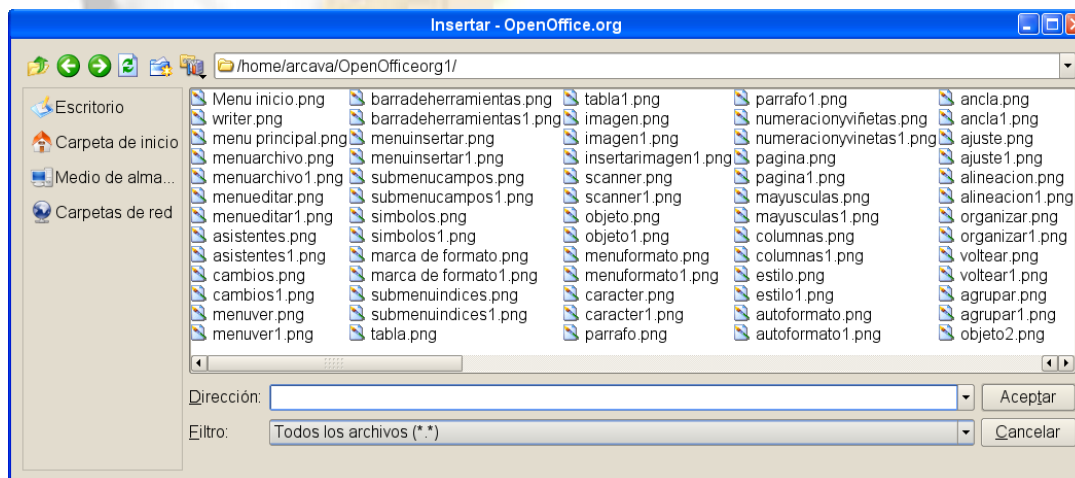 Insertar - OpenOffice.org
/home/arcava/OpenOfficeorg1/
Escritorio
Carpeta de inicio
Medio de alma...
Carpetas de red
Menu inicio.png
writer.png
menu principal.png
menuarchivo.png
menuarchivo1.png
menueditar.png
menueditar1.png
asistentes.png
asistentes1.png
cambios.png
cambios1.png
menuver.png
menuver1.png
barradeherramientas.png
barradeherramientas1.png
menuinsertar.png
menuinsertar1.png
submenucampos.png
submenucampos1.png
simbolos.png
simbolos1.png
marca de formato.png
marca de formato1.png
submenuindices.png
submenuindices1.png
tabla.png
tabla1.png
imagen.png
imagen1.png
insertarimagen1.png
scanner.png
scanner1.png
objeto.png
objeto1.png
menuformato.png
menuformato1.png
caracter.png
caracter1.png
parrafo.png
parrafo1.png
numeracionyviñetas.png
numeracionyvinetas1.png
pagina.png
pagina1.png
mayusculas.png
mayusculas1.png
columnas.png
columnas1.png
estilo.png
estilo1.png
autoformato.png
autoformato1.png
ancla.png
ancla1.png
ajuste.png
ajuste1.png
alineacion.png
alineacion1.png
organizar.png
organizar1.png
voltear.png
voltear1.png
agrupar.png
agrupar1.png
objeto2.png
Dirección:
Aceptar
Filtro:
Todos los archivos (*.*)
Cancelar